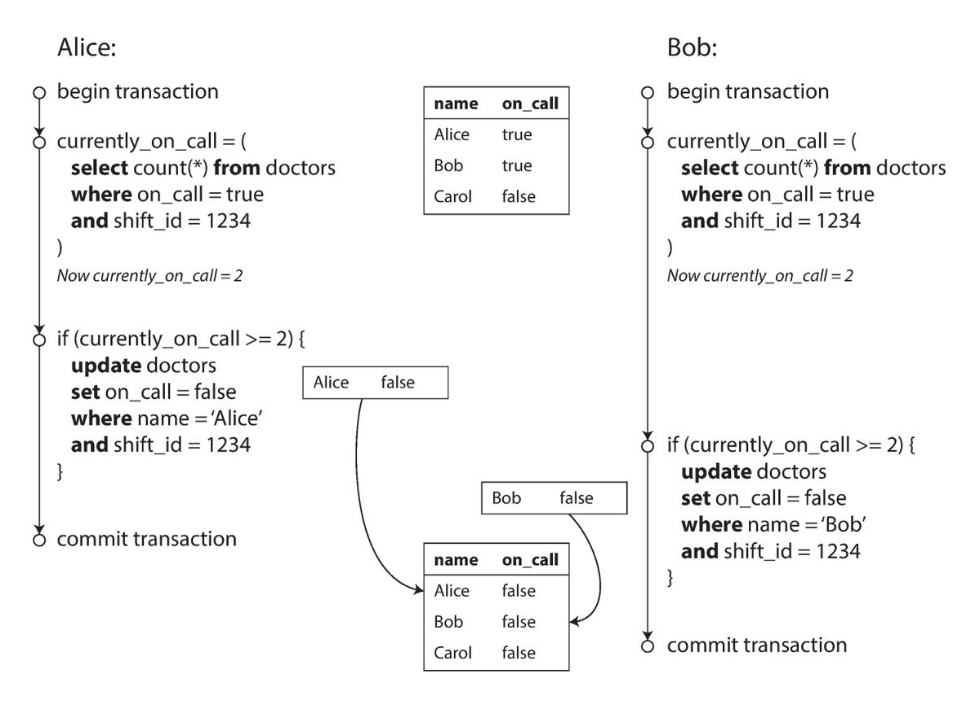 Alice:
begin transaction
currently_on_call = (
select count(*) from doctors
where on_call = true
and shift_id = 1234
)
Now currently_on_call = 2
if (currently_on_call >= 2) {
update doctors
set on_call = false
where name = ‘Alice’
and shift_id = 1234
}
commit transaction
name on_call
Alice true
Bob true
Carol false
Alice false
Bob false
name on_call
Alice false
Bob false
Carol false
Bob:
begin transaction
currently_on_call = (
select count(*) from doctors
where on_call = true
and shift_id = 1234
)
Now currently_on_call = 2
if (currently_on_call >= 2) {
update doctors
set on_call = false
where name = ‘Bob’
and shift_id = 1234
}
commit transaction